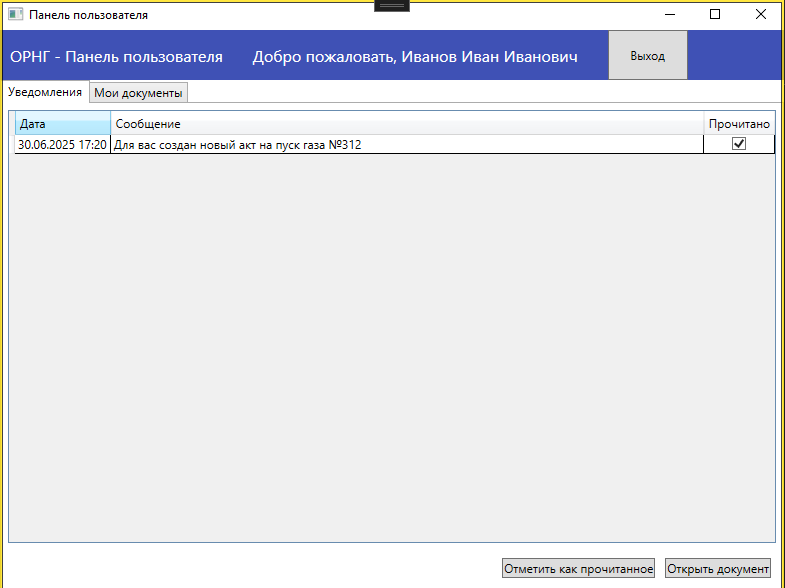 Панель пользователя
ОРНГ - Панель пользователя Добро пожаловать, Иванов Иван Иванович Выход
Уведомления Мои документы
Дата Сообщение Прочитано
30.06.2025 17:20 Для вас создан новый акт на пуск газа №312
Отметить как прочитанное Открыть документ